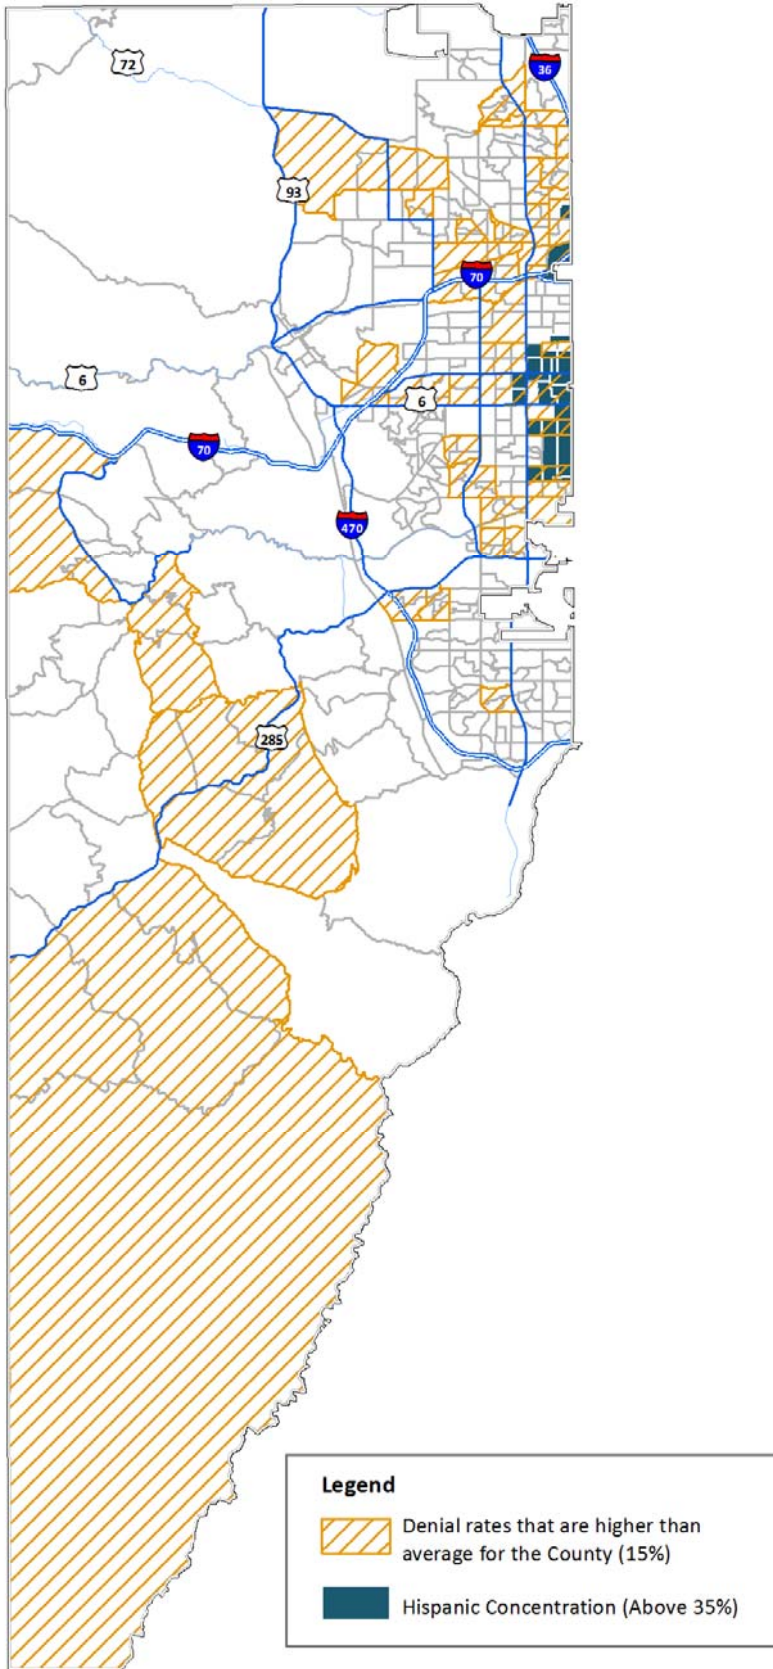 72
36
93
70
6
6
70
470
285
Legend
Denial rates that are higher than
average for the County (15%)
Hispanic Concentration (Above 35%)